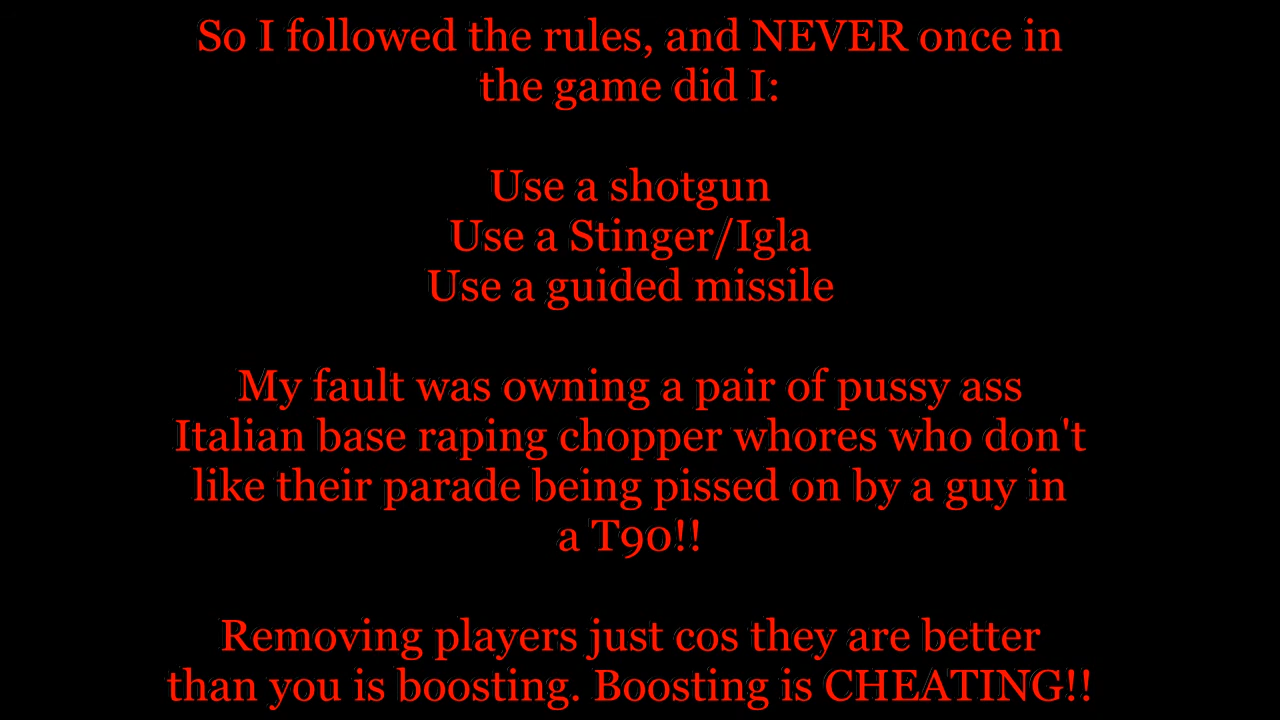 So I followed the rules, and NEVER once in
the game did I:
Use a shotgun
Use a Stinger/Igla
Use a guided missile
My fault was owning a pair of pussy ass
Italian base raping chopper whores who don't
like their parade being pissed on by a guy in
a T90!!
Removing players just cos they are better
than you is boosting. Boosting is CHEATING!!